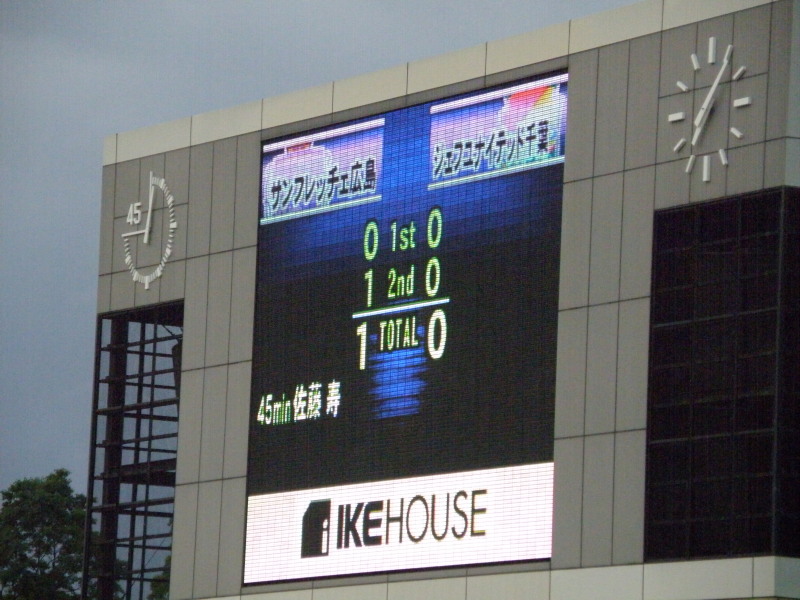 サンフレッチェ広島 ジェフユナイテッド千葉
0 1st 0
1 2nd 0
1 TOTAL 0
45min 佐藤 寿
i IKEHOUSE
45